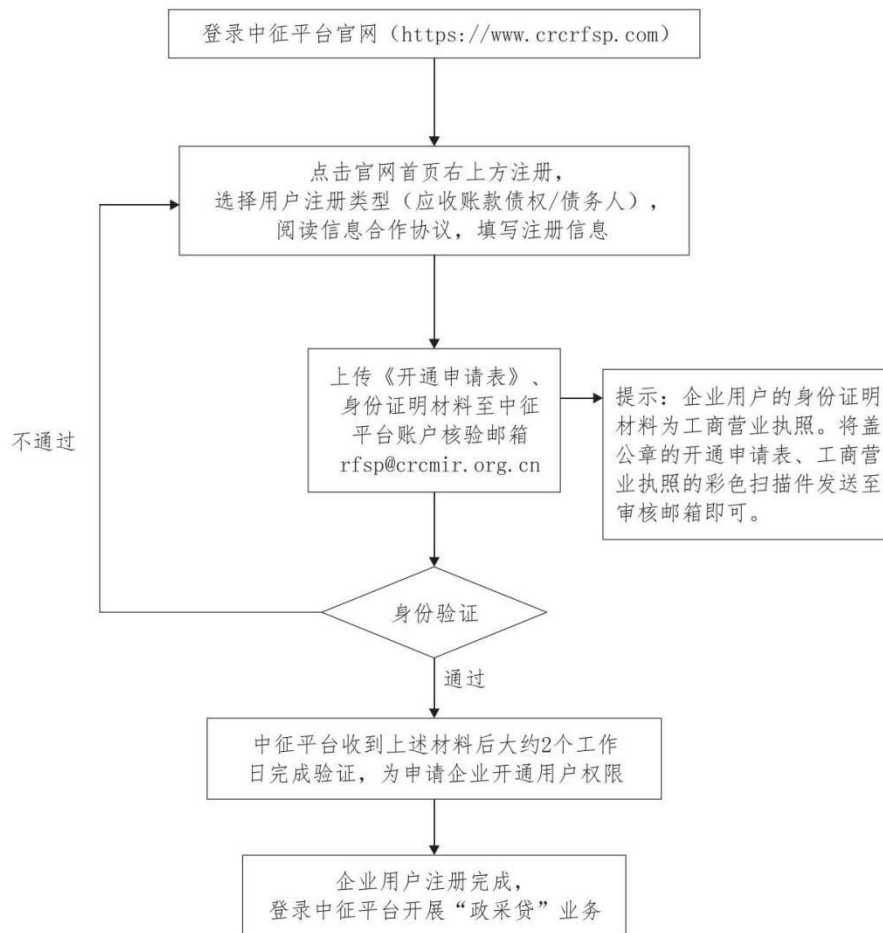 登录中征平台官网（https://www.crcrfsp.com）
点击官网首页右上方注册，
选择用户注册类型（应收账款债权/债务人），
阅读信息合作协议，填写注册信息
上传《开通申请表》、
身份证明材料至中征
平台账户核验邮箱
rfsp@crcmir.org.cn
提示：企业用户的身份证明
材料为工商营业执照。将盖
公章的开通申请表、工商营
业执照的彩色扫描件发送至
审核邮箱即可。
不通过
身份验证
通过
中征平台收到上述材料后大约2个工作
日完成验证，为申请企业开通用户权限
企业用户注册完成，
登录中征平台开展“政采贷”业务